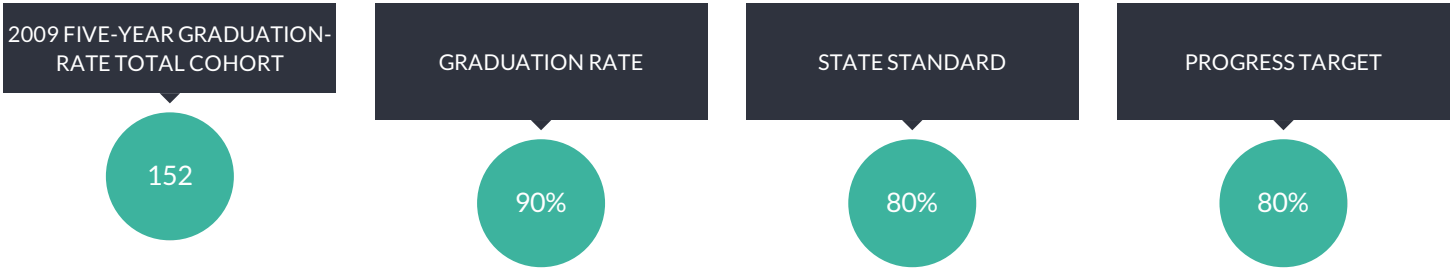 2009 FIVE-YEAR GRADUATION-
RATE TOTAL COHORT
152
GRADUATION RATE
90%
STATE STANDARD
80%
PROGRESS TARGET
80%